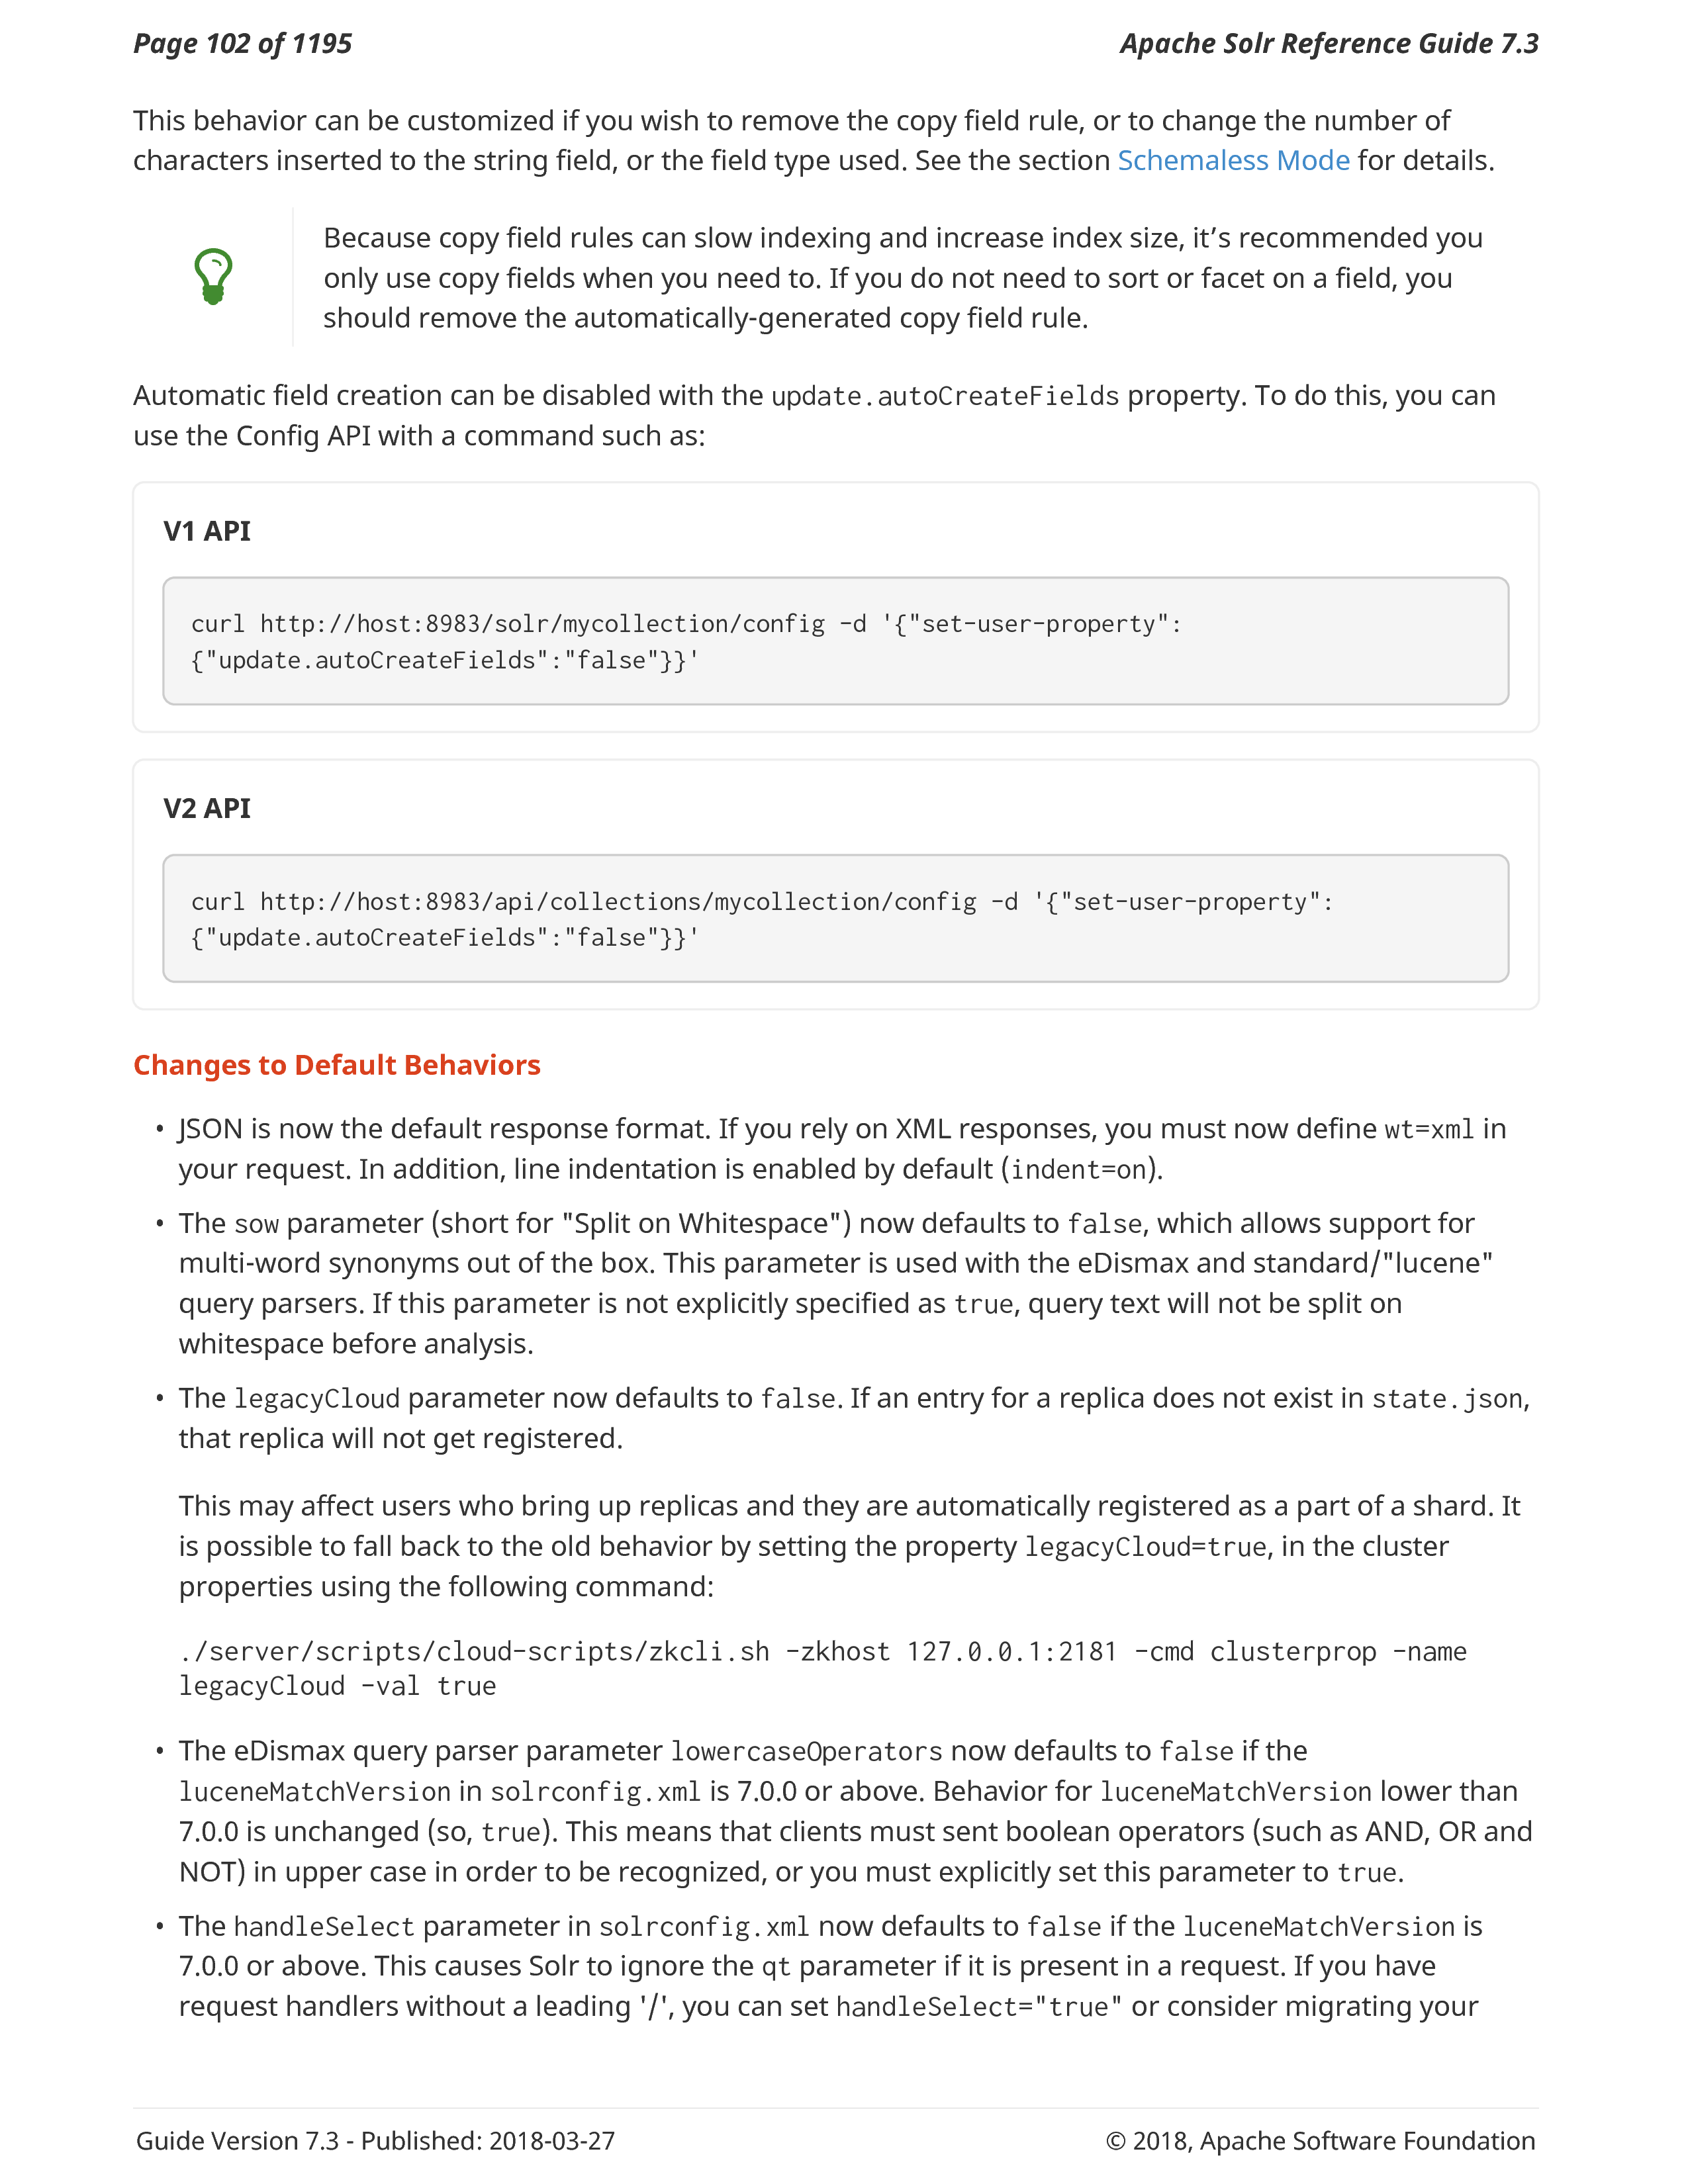 Page 102 of 1195
Apache Solr Reference Guide 7.3
This behavior can be customized if you wish to remove the copy field rule, or to change the number of
characters inserted to the string field, or the field type used. See the section Schemaless Mode for details.
Because copy field rules can slow indexing and increase index size, it’s recommended you
only use copy fields when you need to. If you do not need to sort or facet on a field, you
should remove the automatically-generated copy field rule.
Automatic field creation can be disabled with the update.autoCreateFields property. To do this, you can
use the Config API with a command such as:
V1 API
curl http://host:8983/solr/mycollection/config -d '{"set-user-property":
{"update.autoCreateFields":"false"}}'
V2 API
curl http://host:8983/api/collections/mycollection/config -d '{"set-user-property":
{"update.autoCreateFields":"false"}}'
Changes to Default Behaviors
• JSON is now the default response format. If you rely on XML responses, you must now define wt=xml in
your request. In addition, line indentation is enabled by default (indent=on).
• The sow parameter (short for "Split on Whitespace") now defaults to false, which allows support for
multi-word synonyms out of the box. This parameter is used with the eDismax and standard/"lucene"
query parsers. If this parameter is not explicitly specified as true, query text will not be split on
whitespace before analysis.
• The legacyCloud parameter now defaults to false. If an entry for a replica does not exist in state.json,
that replica will not get registered.
This may affect users who bring up replicas and they are automatically registered as a part of a shard. It
is possible to fall back to the old behavior by setting the property legacyCloud=true, in the cluster
properties using the following command:
./server/scripts/cloud-scripts/zkcli.sh -zkhost 127.0.0.1:2181 -cmd clusterprop -name
legacyCloud -val true
• The eDismax query parser parameter lowercaseOperators now defaults to false if the
luceneMatchVersion in solrconfig.xml is 7.0.0 or above. Behavior for luceneMatchVersion lower than
7.0.0 is unchanged (so, true). This means that clients must sent boolean operators (such as AND, OR and
NOT) in upper case in order to be recognized, or you must explicitly set this parameter to true.
• The handleSelect parameter in solrconfig.xml now defaults to false if the luceneMatchVersion is
7.0.0 or above. This causes Solr to ignore the qt parameter if it is present in a request. If you have
request handlers without a leading '/', you can set handleSelect="true" or consider migrating your
Guide Version 7.3 - Published: 2018-03-27
© 2018, Apache Software Foundation